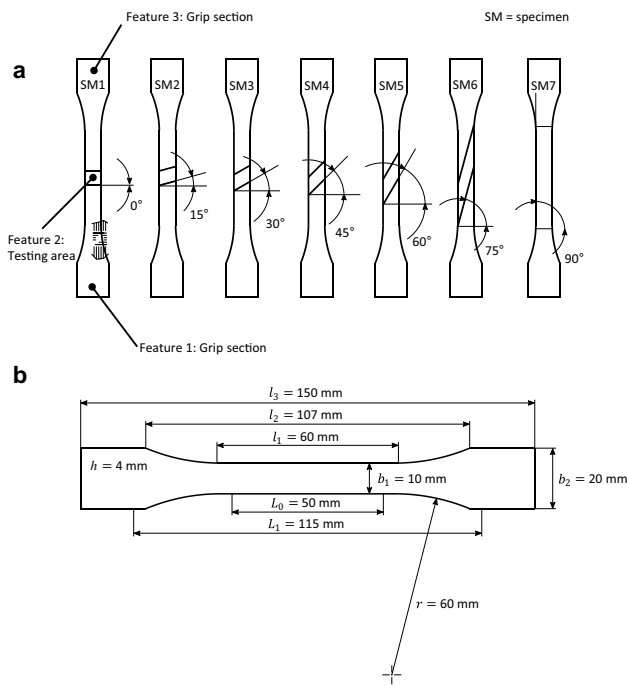 Feature 3: Grip section
SM = specimen
a
SM1
SM2
SM3
SM4
SM5
SM6
SM7
0°
15°
30°
45°
60°
75°
90°
Feature 2:
Testing area
Feature 1: Grip section
b
l₃ = 150 mm
l₂ = 107 mm
l₁ = 60 mm
h = 4 mm
b₁ = 10 mm
b₂ = 20 mm
L₀ = 50 mm
L₁ = 115 mm
r = 60 mm